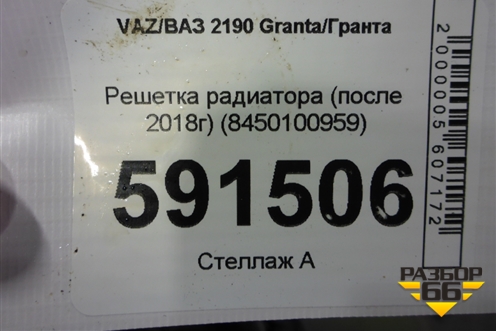 VAZ/ВАЗ 2190 Granta/Гранта
Решетка радиатора (после
2018г) (8450100959)
591506
Стеллаж А
2000005607172
РАЗБОР
66